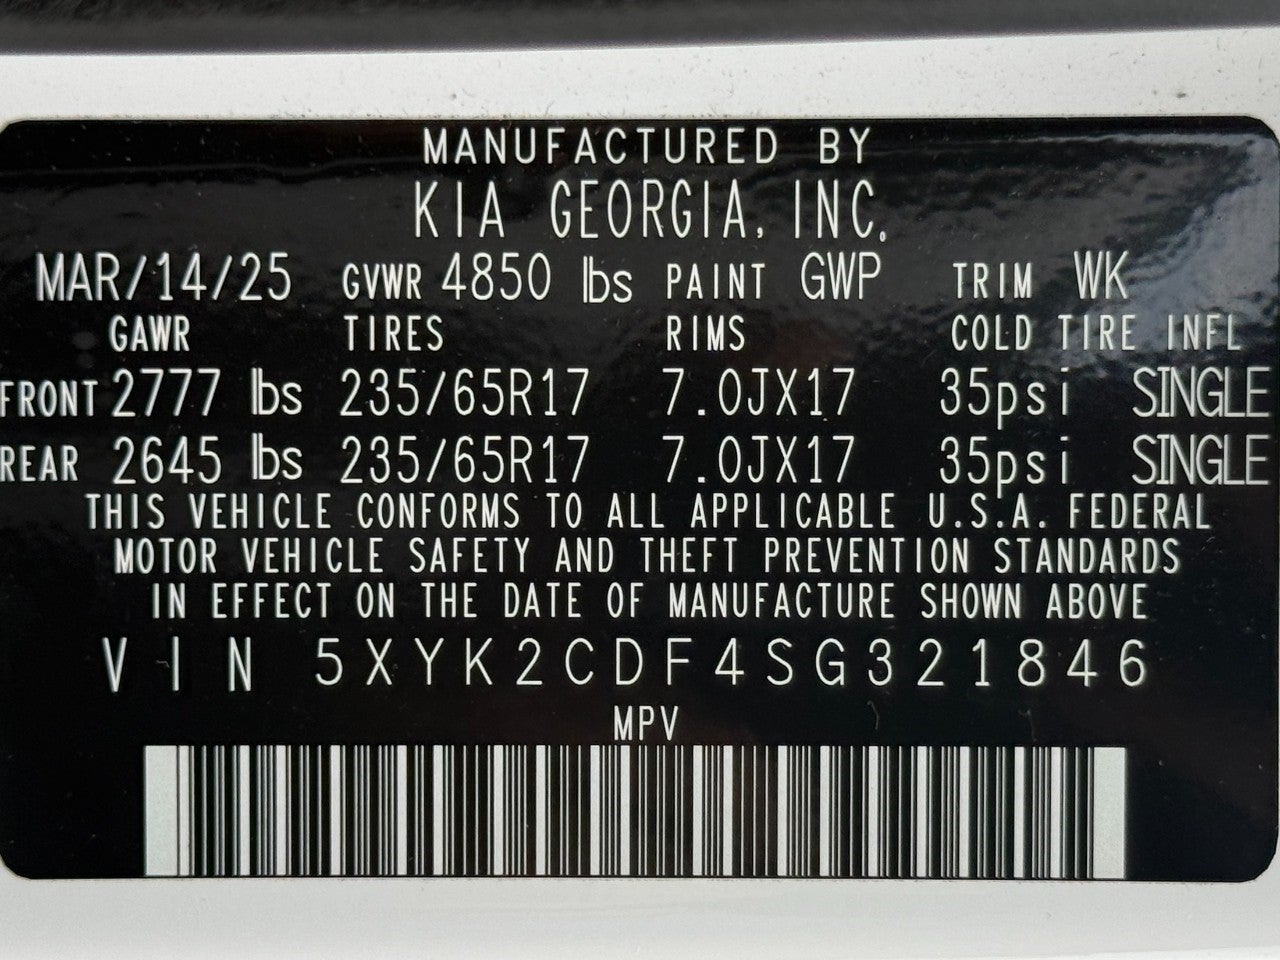 MANUFACTURED BY
KIA GEORGIA, INC.
MAR/14/25 GVWR 4850 lbs PAINT GWP TRIM WK
GAWR TIRES RIMS COLD TIRE INFL
FRONT 2777 lbs 235/65R17 7.0JX17 35psi SINGLE
REAR 2645 lbs 235/65R17 7.0JX17 35psi SINGLE
THIS VEHICLE CONFORMS TO ALL APPLICABLE U.S.A. FEDERAL
MOTOR VEHICLE SAFETY AND THEFT PREVENTION STANDARDS
IN EFFECT ON THE DATE OF MANUFACTURE SHOWN ABOVE
VIN 5XYK2CDF4SG321846
MPV